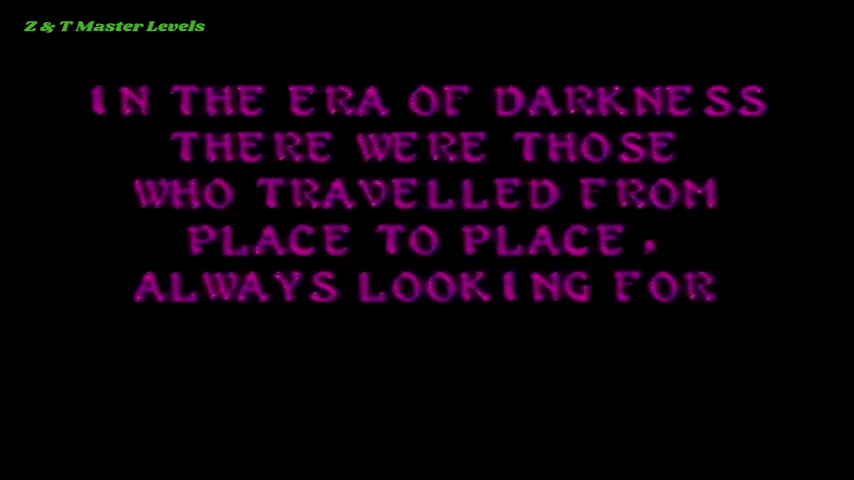 Z & T Master Levels
IN THE ERA OF DARKNESS
THERE WERE THOSE
WHO TRAVELLED FROM
PLACE TO PLACE,
ALWAYS LOOKING FOR